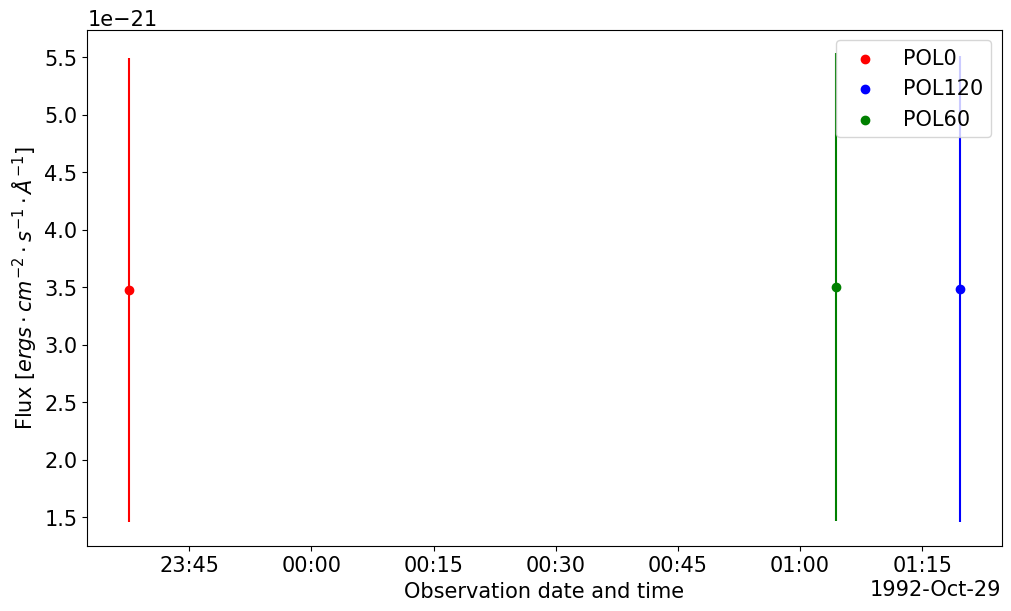 1e−21
5.5
5.0
4.5
4.0
3.5
3.0
2.5
2.0
1.5
Flux [ergs · cm⁻² · s⁻¹ · Å⁻¹]
POL0
POL120
POL60
23:45 00:00 00:15 00:30 00:45 01:00 01:15
Observation date and time
1992-Oct-29